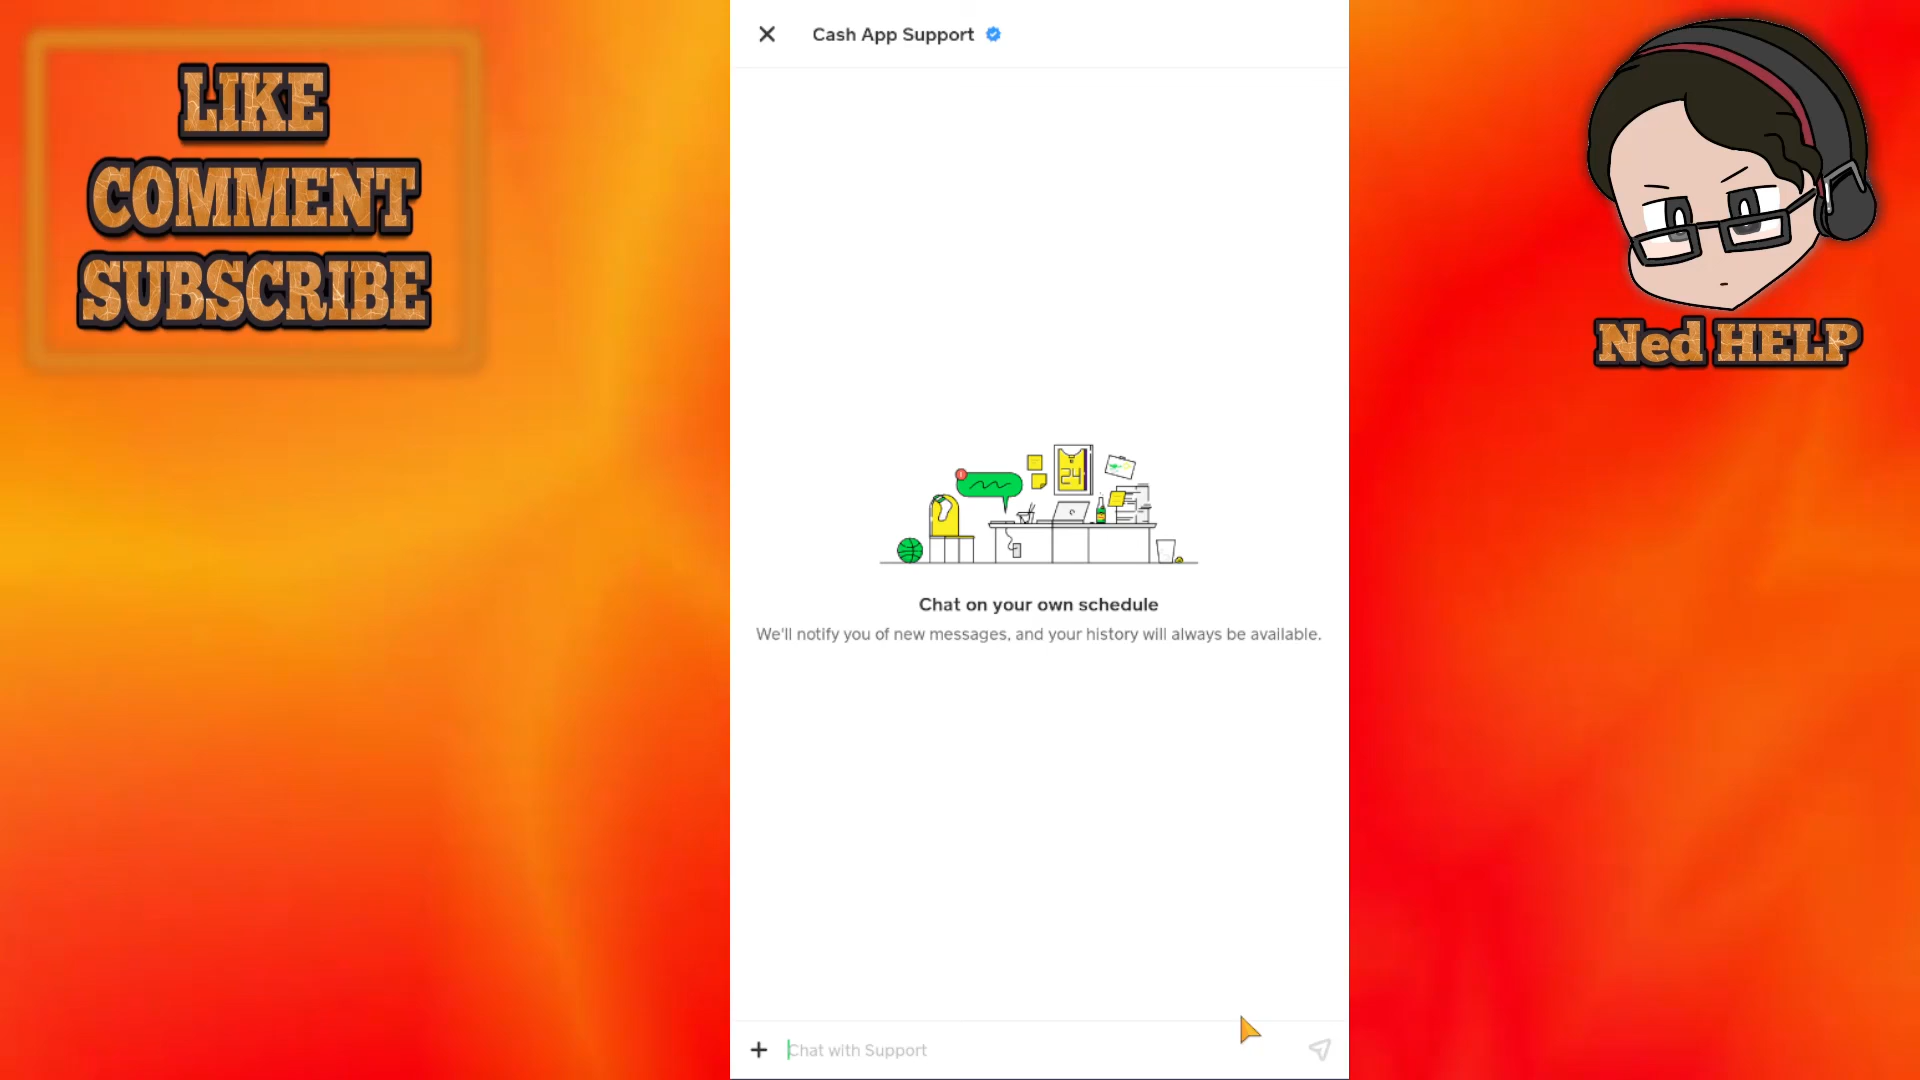 LIKE
COMMENT
SUBSCRIBE
Cash App Support
24
Chat on your own schedule
We'll notify you of new messages, and your history will always be available.
Chat with Support
Ned HELP